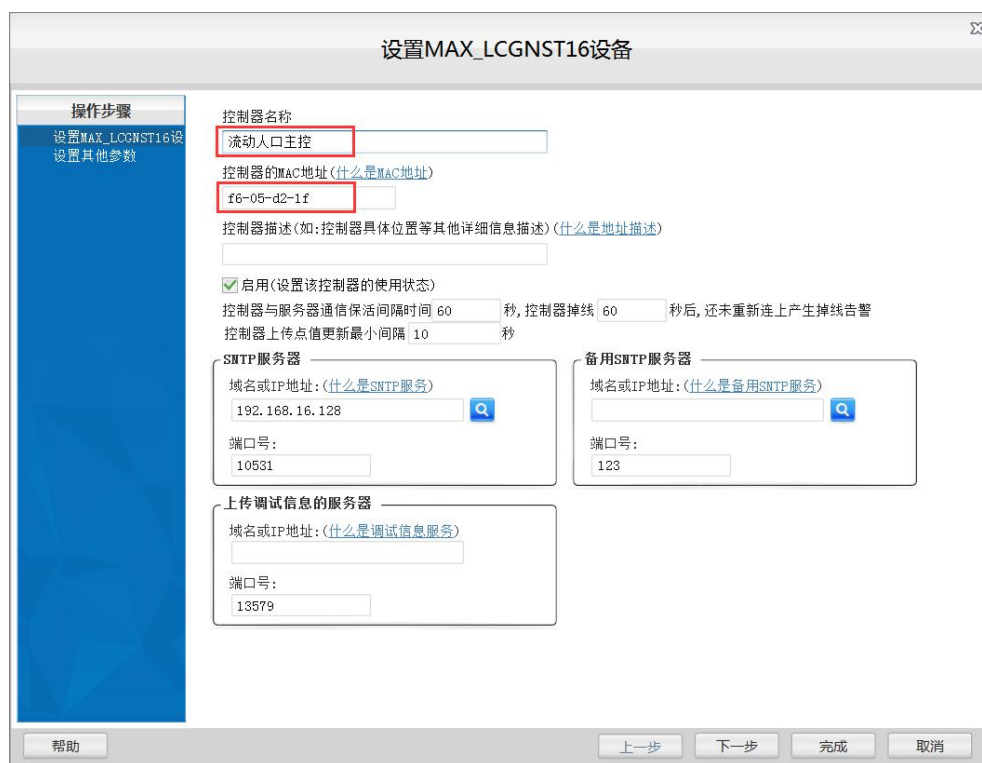 设置MAX_LCGNST16设备
操作步骤
设置MAX_LCGNST16设
设置其他参数
控制器名称
流动人口主控
控制器的MAC地址(什么是MAC地址)
f6-05-d2-1f
控制器描述(如:控制器具体位置等其他详细信息描述)(什么是地址描述)
启用(设置该控制器的使用状态)
控制器与服务器通信保活间隔时间 60 秒,控制器掉线 60 秒后,还未重新连上产生掉线告警
控制器上传点值更新最小间隔 10 秒
SNTP服务器
域名或IP地址:(什么是SNTP服务)
192.168.16.128
端口号:
10531
备用SNTP服务器
域名或IP地址:(什么是备用SNTP服务)
端口号:
123
上传调试信息的服务器
域名或IP地址:(什么是调试信息服务)
端口号:
13579
帮助
上一步
下一步
完成
取消